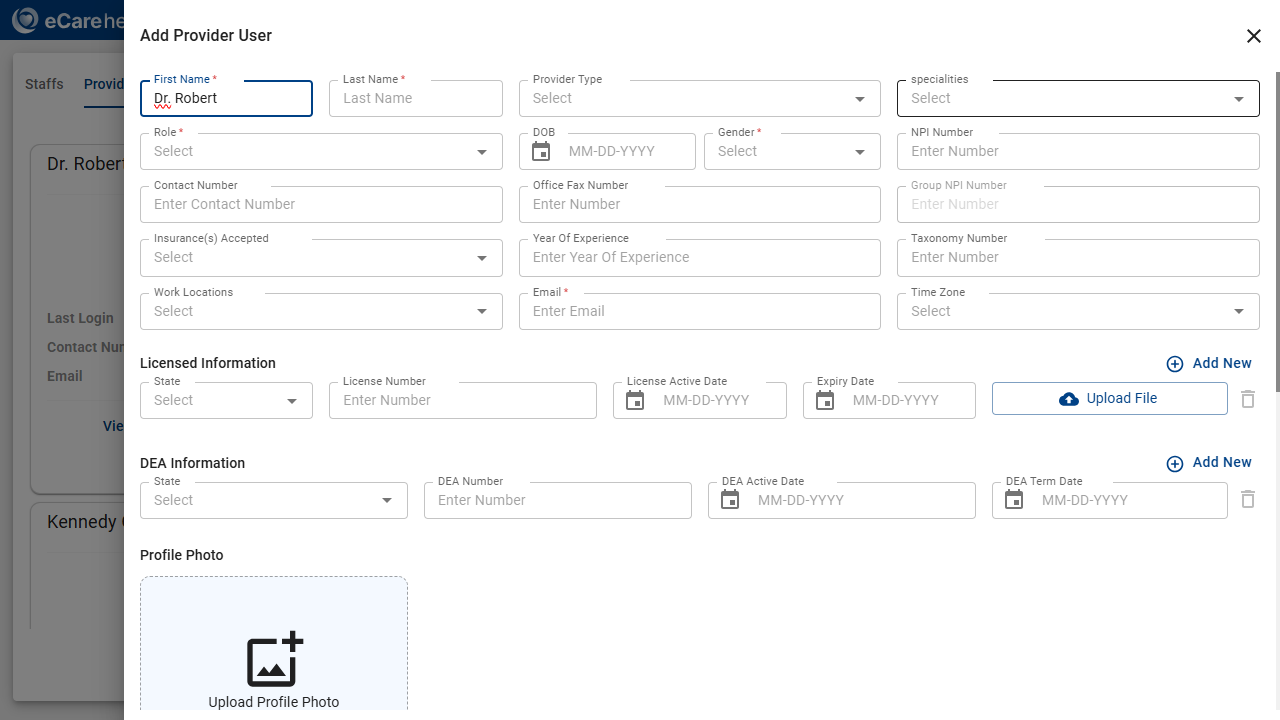 eCare he
Add Provider User
Staffs Provid
First Name *
Dr. Robert
Last Name *
Last Name
Provider Type
Select
specialities
Select
Role *
Select
DOB
MM-DD-YYYY
Gender *
Select
NPI Number
Enter Number
Contact Number
Enter Contact Number
Office Fax Number
Enter Number
Group NPI Number
Enter Number
Insurance(s) Accepted
Select
Year Of Experience
Enter Year Of Experience
Taxonomy Number
Enter Number
Work Locations
Select
Email *
Enter Email
Time Zone
Select
Licensed Information
Add New
State
Select
License Number
Enter Number
License Active Date
MM-DD-YYYY
Expiry Date
MM-DD-YYYY
Upload File
DEA Information
Add New
State
Select
DEA Number
Enter Number
DEA Active Date
MM-DD-YYYY
DEA Term Date
MM-DD-YYYY
Profile Photo
Upload Profile Photo
Dr. Rober
Last Login
Contact Nur
Email
Vie
Kennedy